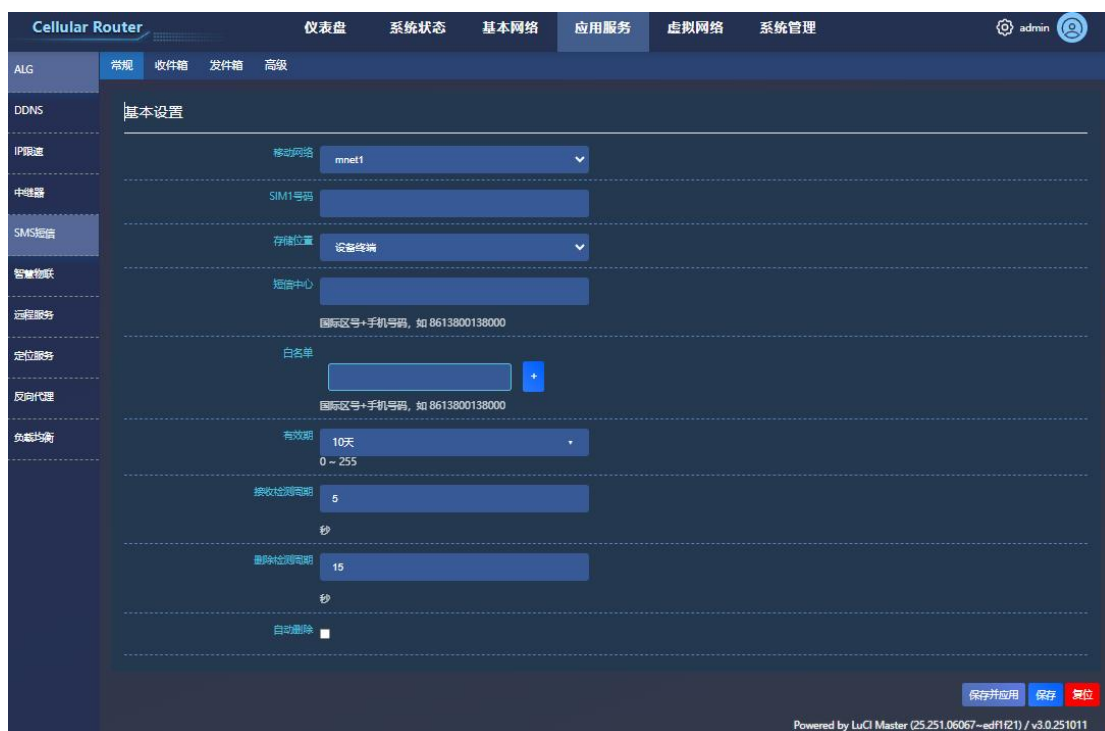 Cellular Router
仪表盘 系统状态 基本网络 应用服务 虚拟网络 系统管理
admin
ALG
DDNS
IP限速
中继器
SMS短信
智慧物联
远程服务
定位服务
反向代理
负载均衡
常规 收件箱 发件箱 高级
基本设置
移动网络 mnet1
SIM1号码
存储位置 设备终端
短信中心
国际区号+手机号码，如 8613800138000
白名单
+
国际区号+手机号码，如 8613800138000
有效期 10天
0 ~ 255
接收检测周期 5
秒
删除检测周期 15
秒
自动删除
保存并应用 保存 复位
Powered by LuCI Master (25.251.06067~edf1f21) / v3.0.251011